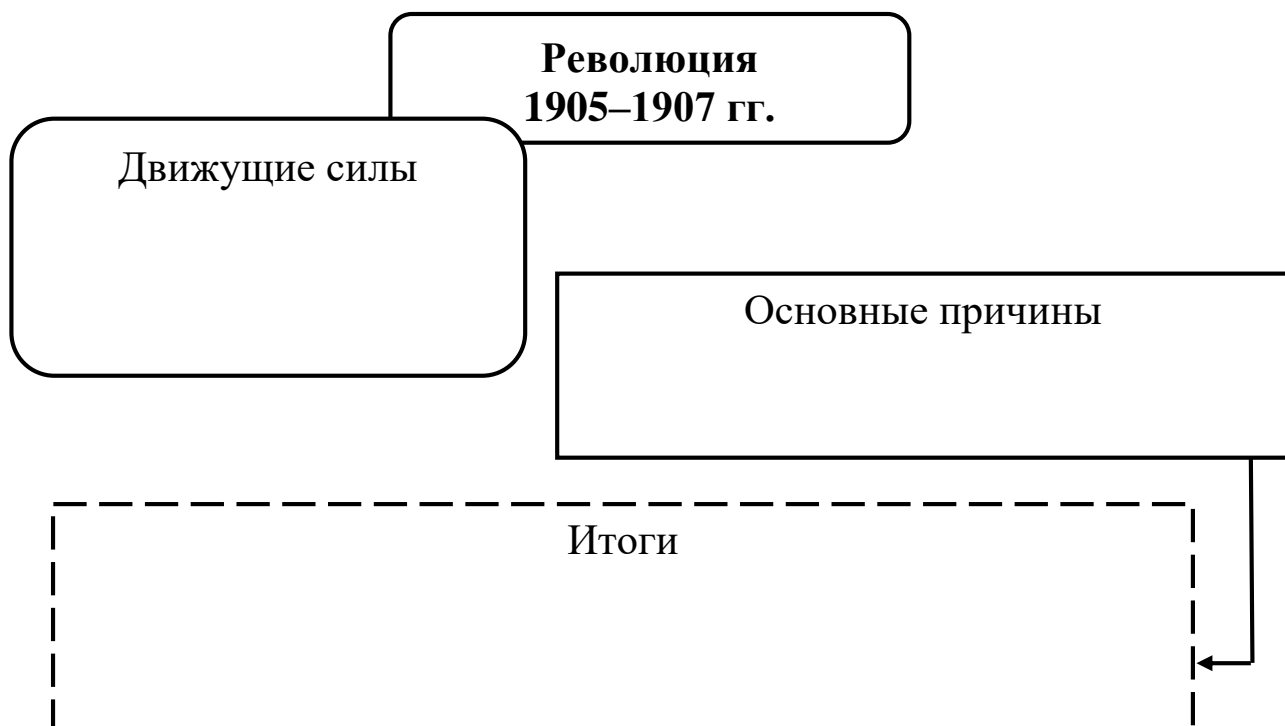 Революция
1905–1907 гг.
Движущие силы
Основные причины
Итоги